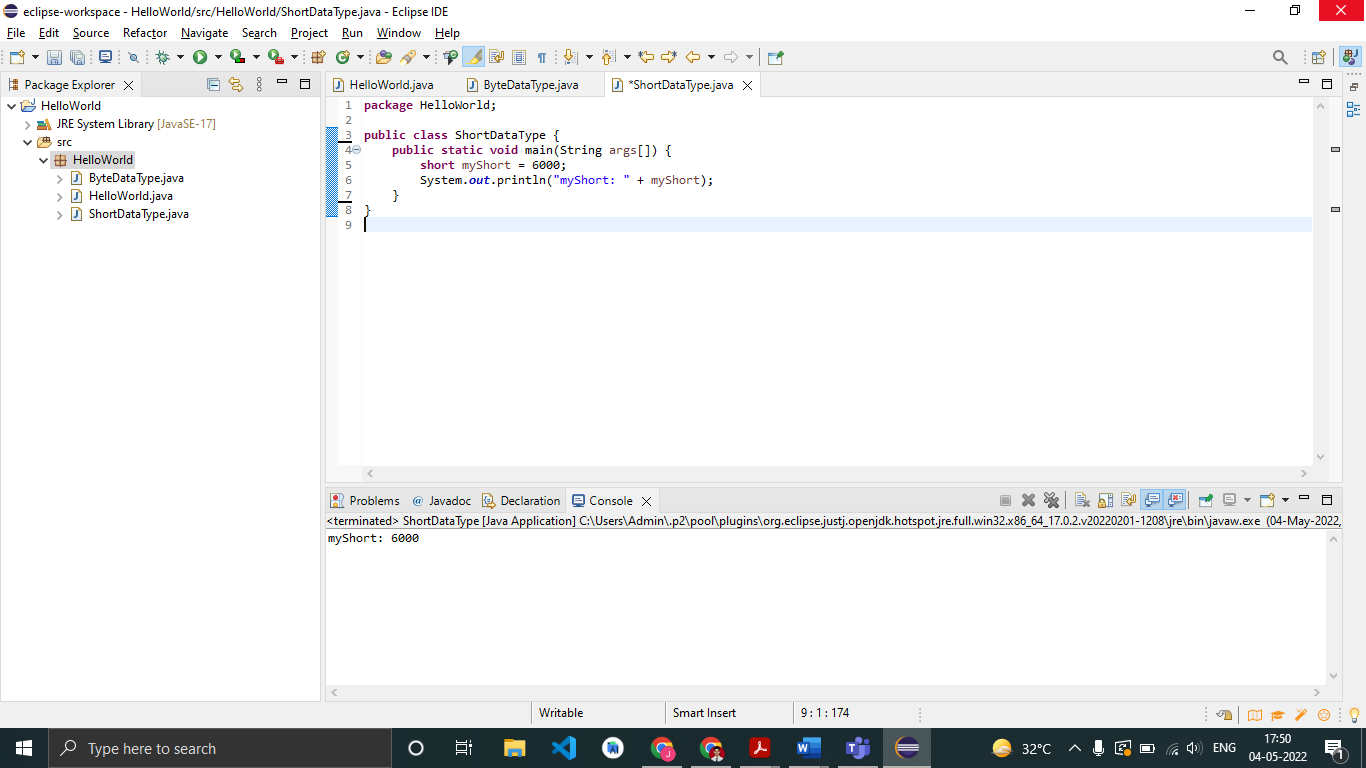 eclipse-workspace - HelloWorld/src/HelloWorld/ShortDataType.java - Eclipse IDE
File Edit Source Refactor Navigate Search Project Run Window Help
Package Explorer
HelloWorld
JRE System Library [JavaSE-17]
src
HelloWorld
ByteDataType.java
HelloWorld.java
ShortDataType.java
HelloWorld.java ByteDataType.java *ShortDataType.java
1 package HelloWorld;
2
3 public class ShortDataType {
4 public static void main(String args[]) {
5 short myShort = 6000;
6 System.out.println("myShort: " + myShort);
7 }
8 }
9
Problems @ Javadoc Declaration Console
<terminated> ShortDataType [Java Application] C:\Users\Admin\.p2\pool\plugins\org.eclipse.justj.openjdk.hotspot.jre.full.win32.x86_64_17.0.2.v20220201-1208\jre\bin\javaw.exe (04-May-2022,
myShort: 6000
Writable Smart Insert 9 : 1 : 174
Type here to search
32°C ENG 17:50
04-05-2022
1